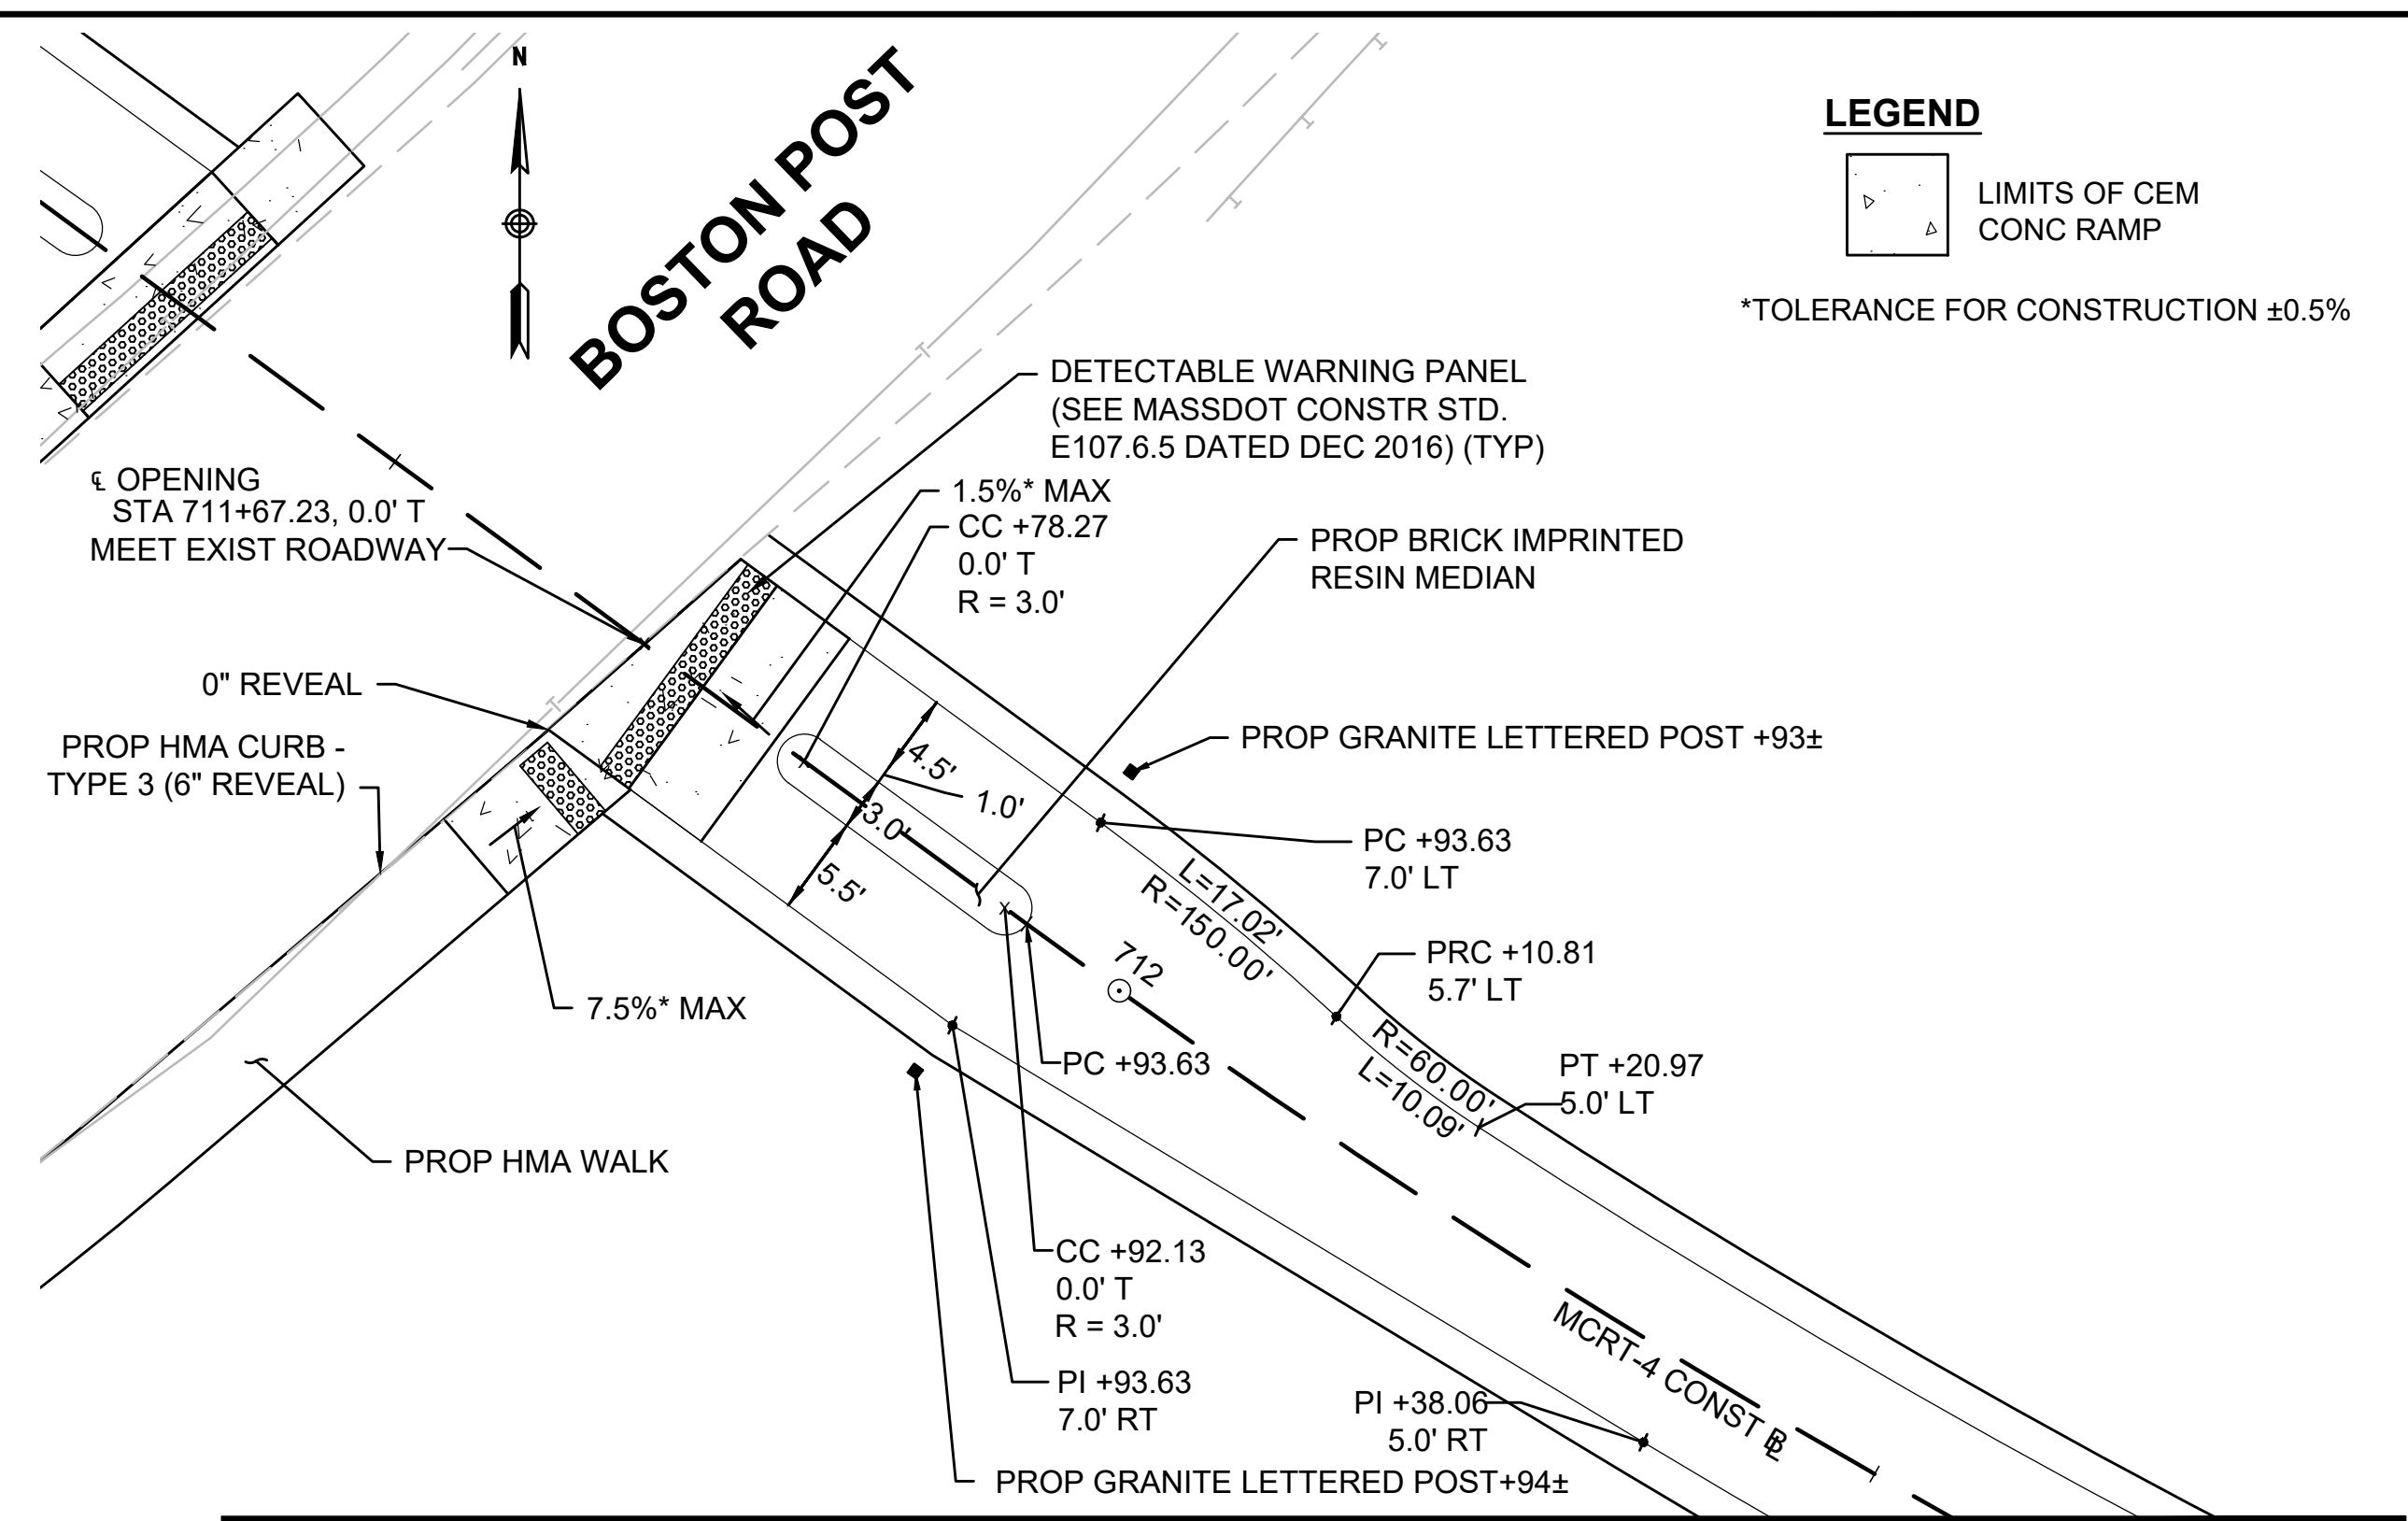 N
BOSTON POST
ROAD
LEGEND
LIMITS OF CEM
CONC RAMP
*TOLERANCE FOR CONSTRUCTION ±0.5%
DETECTABLE WARNING PANEL
(SEE MASSDOT CONSTR STD.
E107.6.5 DATED DEC 2016) (TYP)
℄ OPENING
STA 711+67.23, 0.0' T
MEET EXIST ROADWAY
1.5%* MAX
CC +78.27
0.0' T
R = 3.0'
PROP BRICK IMPRINTED
RESIN MEDIAN
0" REVEAL
PROP HMA CURB -
TYPE 3 (6" REVEAL)
PROP GRANITE LETTERED POST +93±
4.5'
1.0'
3.0'
5.5'
PC +93.63
7.0' LT
L=17.02'
R=150.00'
712
PRC +10.81
5.7' LT
7.5%* MAX
PC +93.63
R=60.00'
L=10.09'
PT +20.97
5.0' LT
PROP HMA WALK
CC +92.13
0.0' T
R = 3.0'
PI +93.63
7.0' RT
PI +38.06
5.0' RT
MCRT-4 CONST BL
PROP GRANITE LETTERED POST+94±